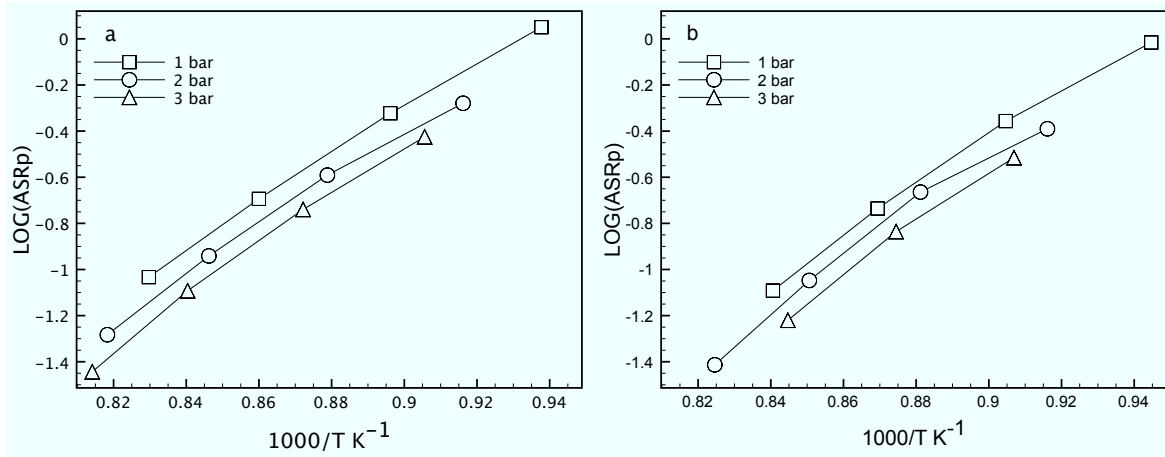 a
1 bar
2 bar
3 bar
LOG(ASRp)
0
−0.2
−0.4
−0.6
−0.8
−1
−1.2
−1.4
0.82 0.84 0.86 0.88 0.9 0.92 0.94
1000/T K⁻¹
b
1 bar
2 bar
3 bar
LOG(ASRp)
0
-0.2
-0.4
-0.6
-0.8
-1
-1.2
-1.4
0.82 0.84 0.86 0.88 0.9 0.92 0.94
1000/T K⁻¹